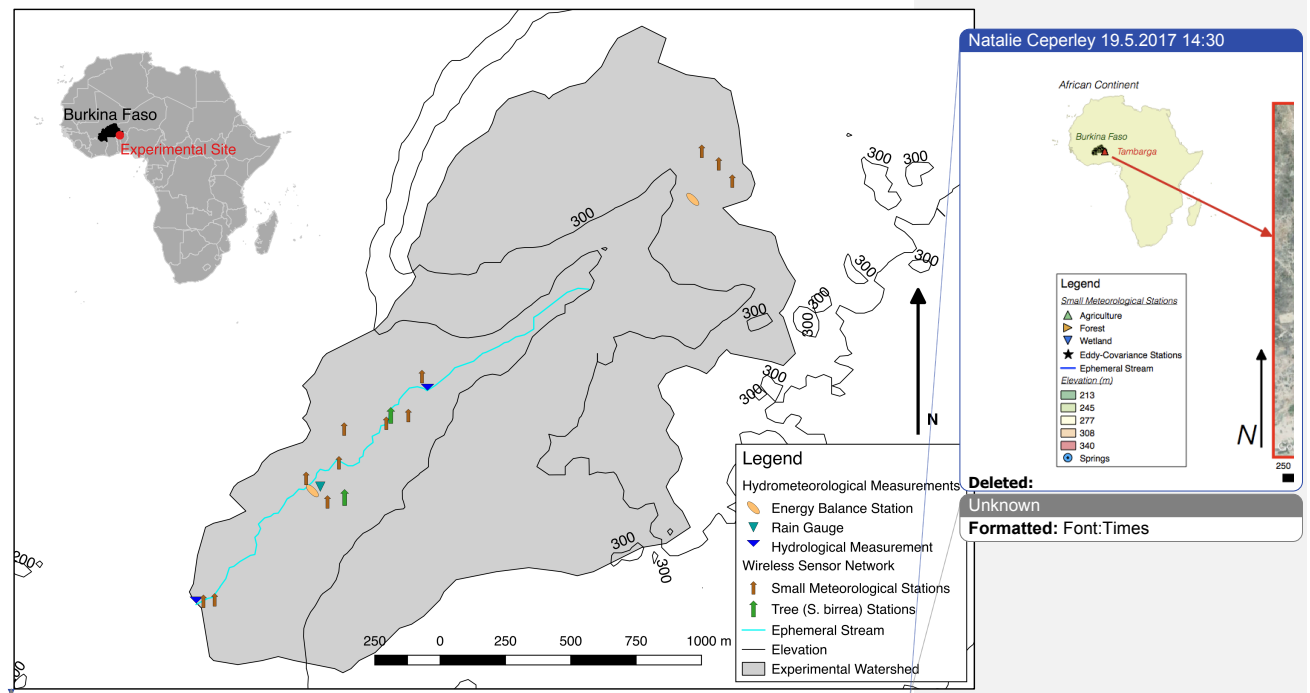 Burkina Faso
Experimental Site
300
300
300
300
300
300
300
300
300
300
300
300
200
N
250 0 250 500 750 1000 m
Legend
Hydrometeorological Measurements
Energy Balance Station
Rain Gauge
Hydrological Measurement
Wireless Sensor Network
Small Meteorological Stations
Tree (S. birrea) Stations
Ephemeral Stream
Elevation
Experimental Watershed
Natalie Ceperley 19.5.2017 14:30
African Continent
Burkina Faso
Tambarga
Legend
Small Meteorological Stations
Agriculture
Forest
Wetland
Eddy-Covariance Stations
Ephemeral Stream
Elevation (m)
213
245
277
308
340
Springs
N
250
Deleted:
Unknown
Formatted: Font:Times